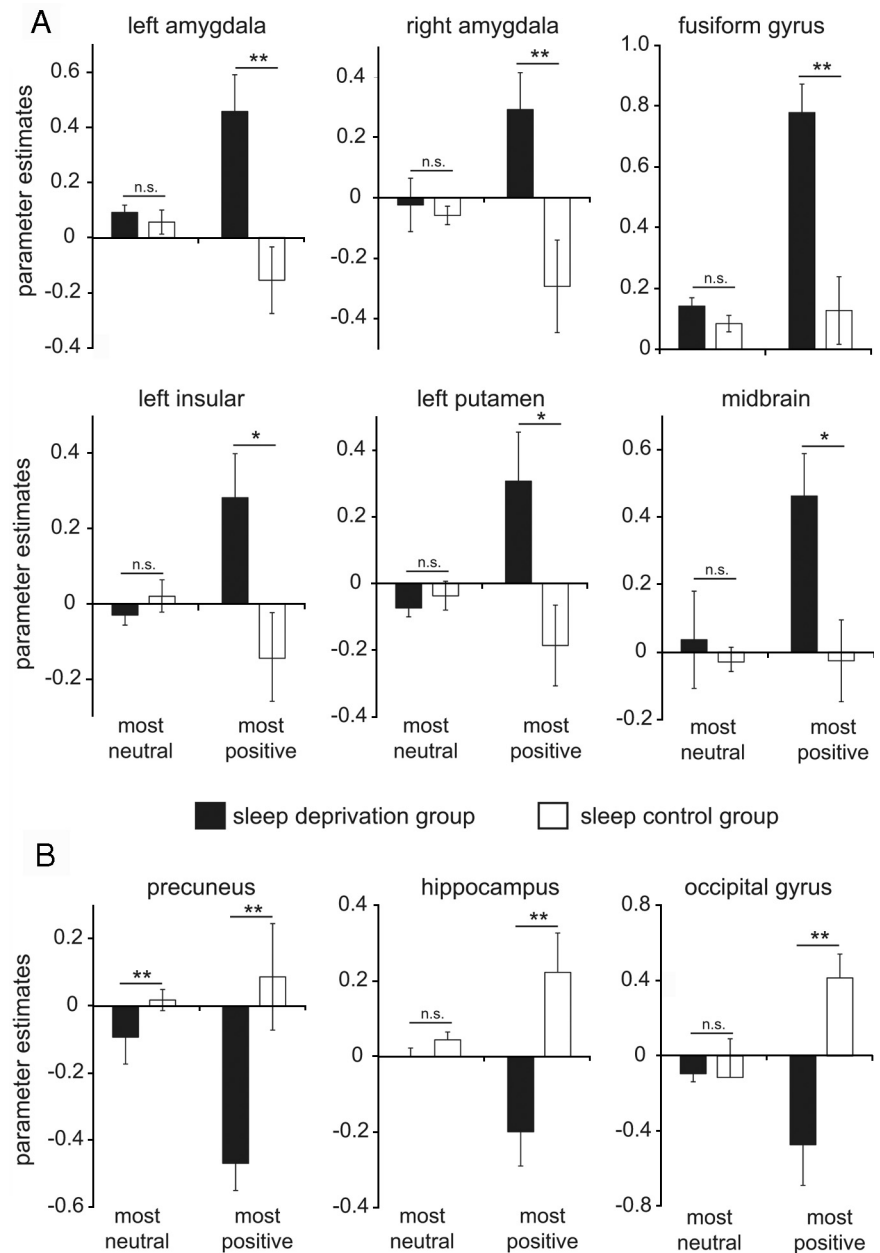 A
left amygdala
right amygdala
fusiform gyrus
parameter estimates
0.6
0.4
0.2
0
-0.2
-0.4
n.s.
**
0.4
0.2
0
-0.2
-0.4
n.s.
**
1.0
0.8
0.6
0.4
0.2
0
n.s.
**
left insular
left putamen
midbrain
parameter estimates
0.4
0.2
0
-0.2
n.s.
*
most neutral
most positive
0.4
0.2
0
-0.2
-0.4
n.s.
*
most neutral
most positive
0.6
0.4
0.2
0
-0.2
n.s.
*
most neutral
most positive
sleep deprivation group
sleep control group
B
precuneus
hippocampus
occipital gyrus
parameter estimates
0.2
0
-0.2
-0.4
-0.6
**
**
most neutral
most positive
0.4
0.2
0
-0.2
-0.4
n.s.
**
most neutral
most positive
0.8
0.4
0
-0.4
-0.8
n.s.
**
most neutral
most positive